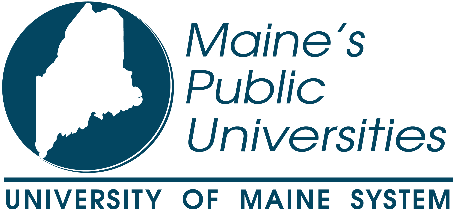 Maine's
Public
Universities
UNIVERSITY OF MAINE SYSTEM